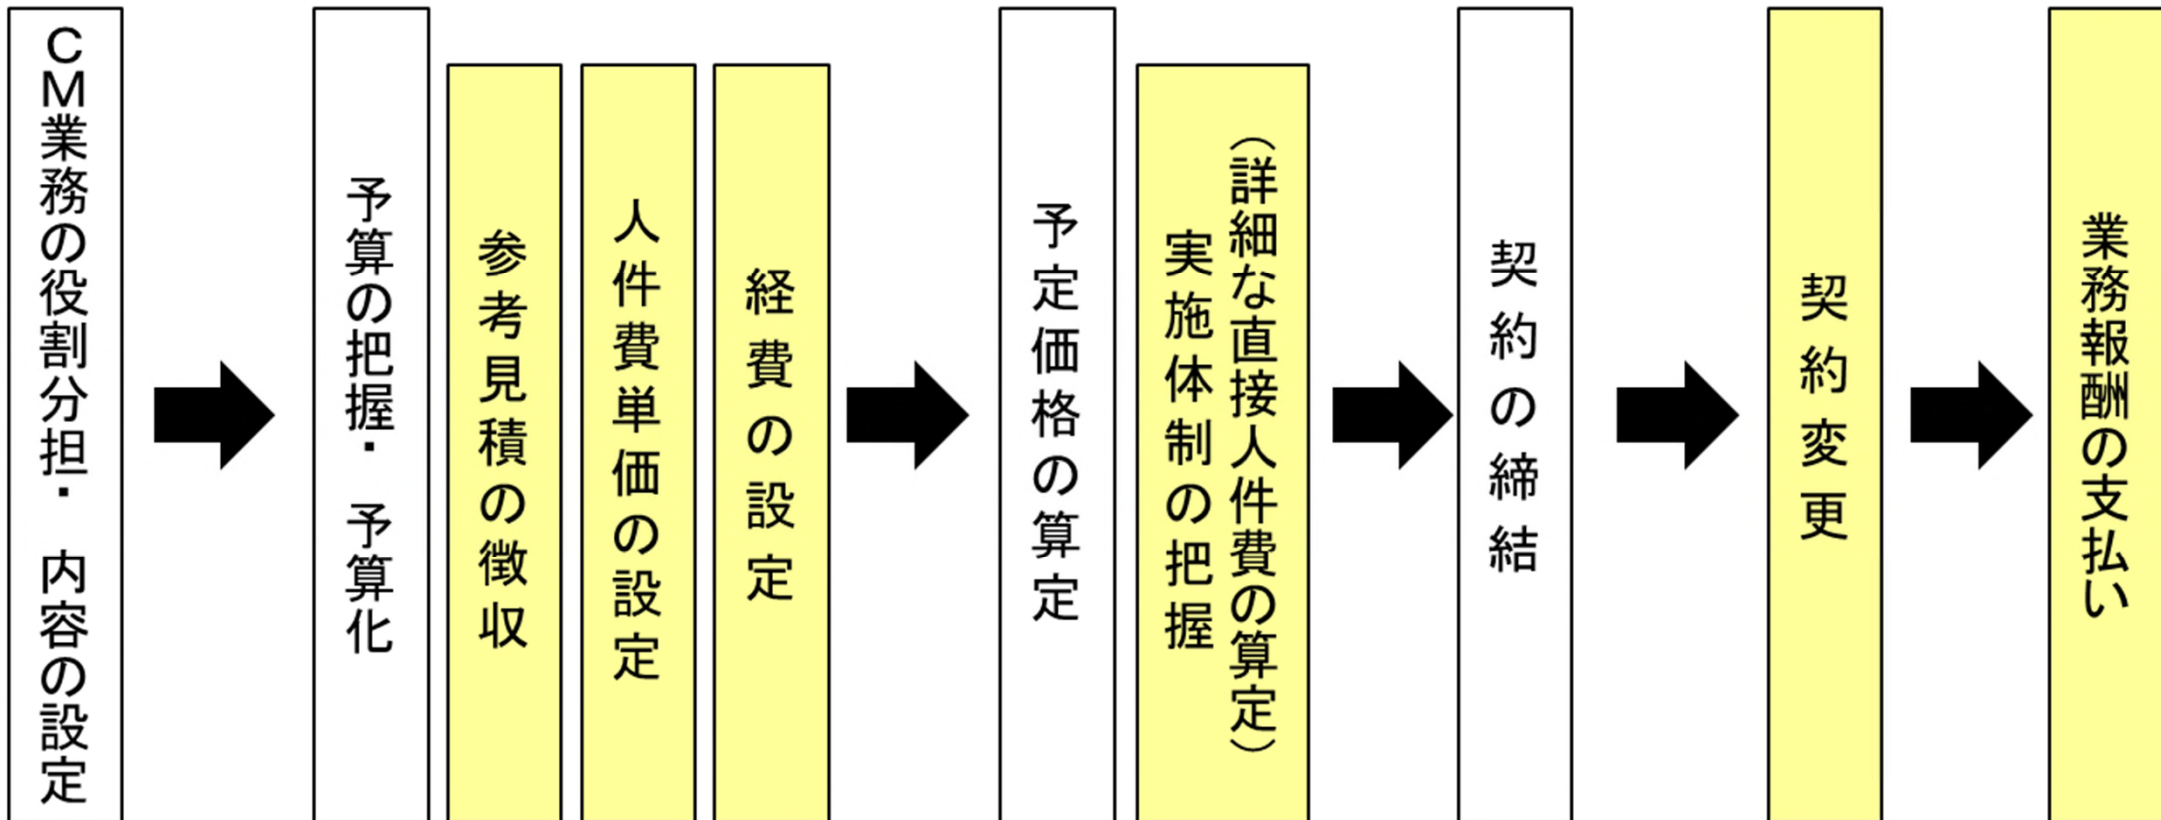 CM業務の役割分担・内容の設定
予算の把握・予算化
参考見積の徴収
人件費単価の設定
経費の設定
予定価格の算定
（詳細な直接人件費の算定）
実施体制の把握
契約の締結
契約変更
業務報酬の支払い